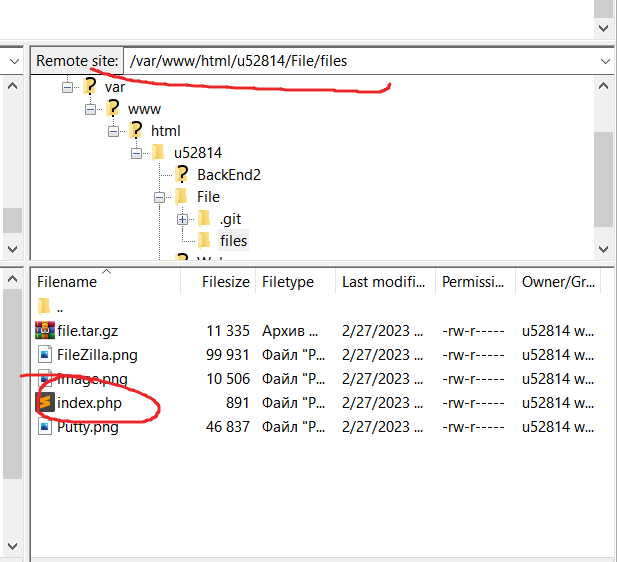 Remote site: /var/www/html/u52814/File/files
var
www
html
u52814
BackEnd2
File
.git
files
Filename Filesize Filetype Last modifi... Permissi... Owner/Gr...
..
file.tar.gz 11 335 Архив ... 2/27/2023 ... -rw-r----- u52814 w...
FileZilla.png 99 931 Файл "P... 2/27/2023 ... -rw-r----- u52814 w...
image.png 10 506 Файл "P... 2/27/2023 ... -rw-r----- u52814 w...
index.php 891 Файл "P... 2/27/2023 ... -rw-r----- u52814 w...
Putty.png 46 837 Файл "P... 2/27/2023 ... -rw-r----- u52814 w...